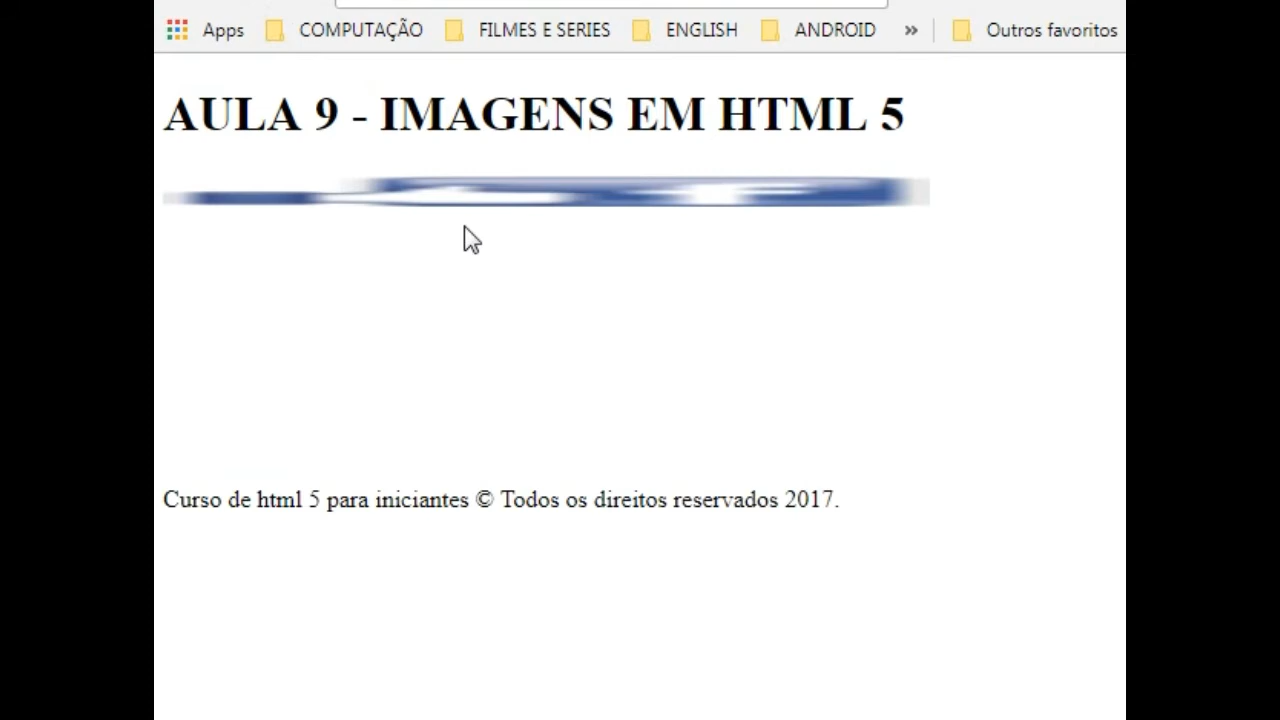 Apps COMPUTAÇÃO FILMES E SERIES ENGLISH ANDROID » Outros favoritos
AULA 9 - IMAGENS EM HTML 5
Curso de html 5 para iniciantes © Todos os direitos reservados 2017.